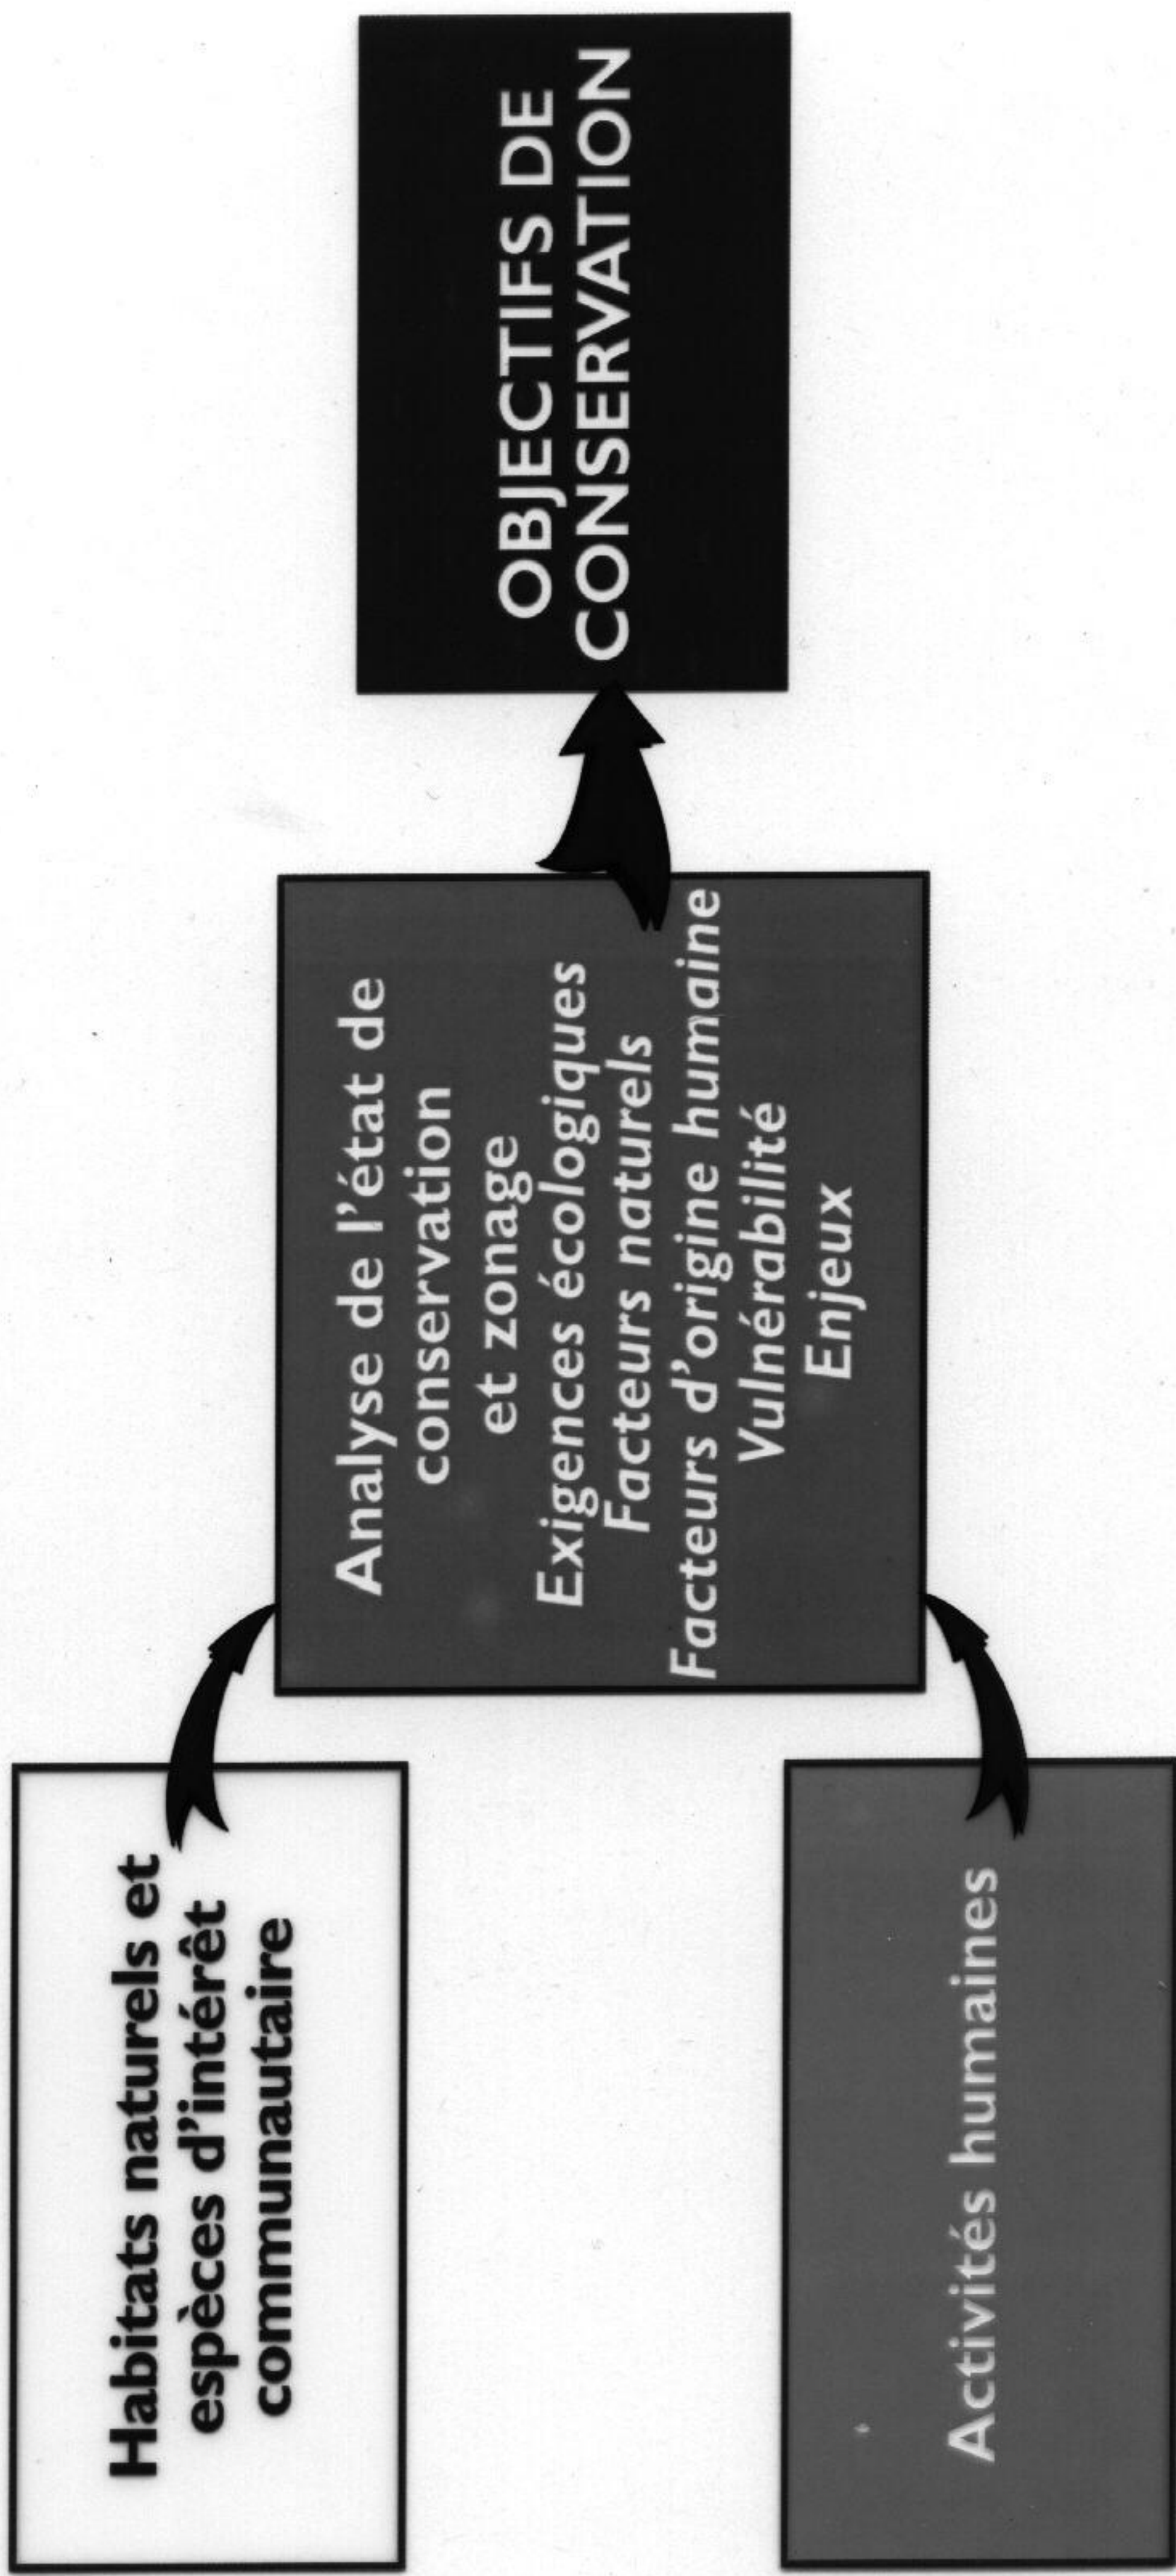 Habitats naturels et
espèces d'intérêt
communautaire
Activités humaines
Analyse de l'état de
conservation
et zonage
Exigences écologiques
Facteurs naturels
Facteurs d'origine humaine
Vulnérabilité
Enjeux
OBJECTIFS DE
CONSERVATION